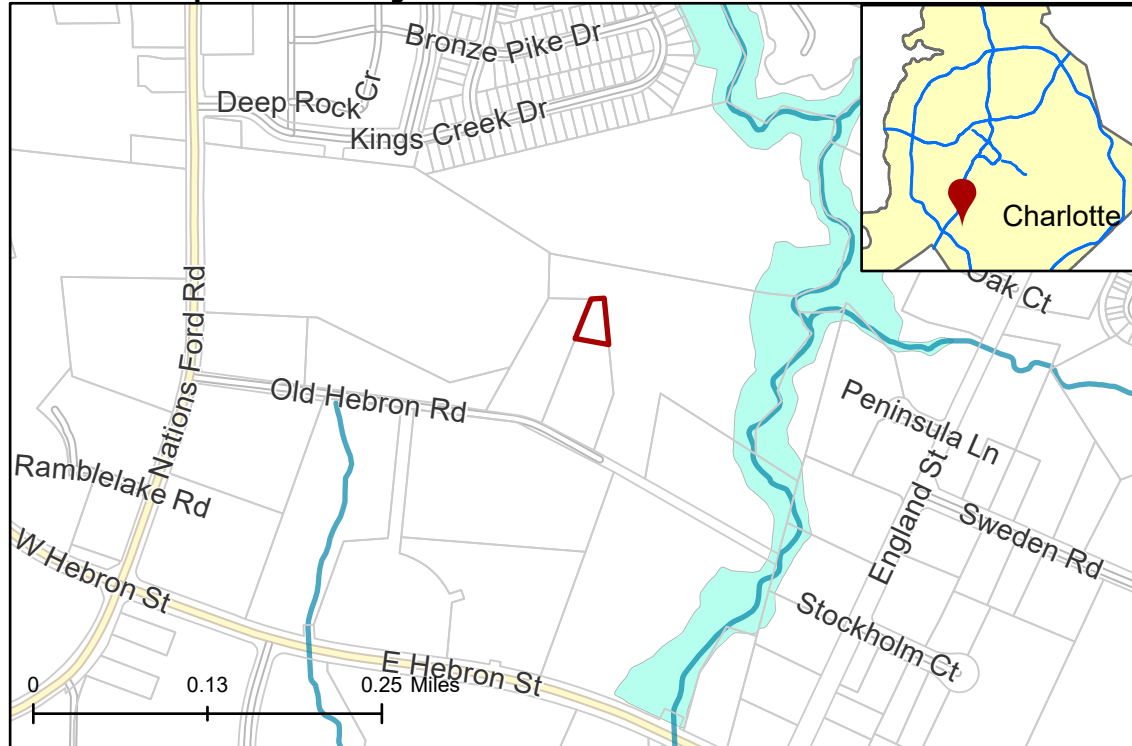 Bronze Pike Dr
Deep Rock Cr
Kings Creek Dr
Charlotte
Oak Ct
Nations Ford Rd
Old Hebron Rd
Peninsula Ln
Ramblelake Rd
England St
Sweden Rd
W Hebron St
Stockholm Ct
E Hebron St
0 0.13 0.25 Miles